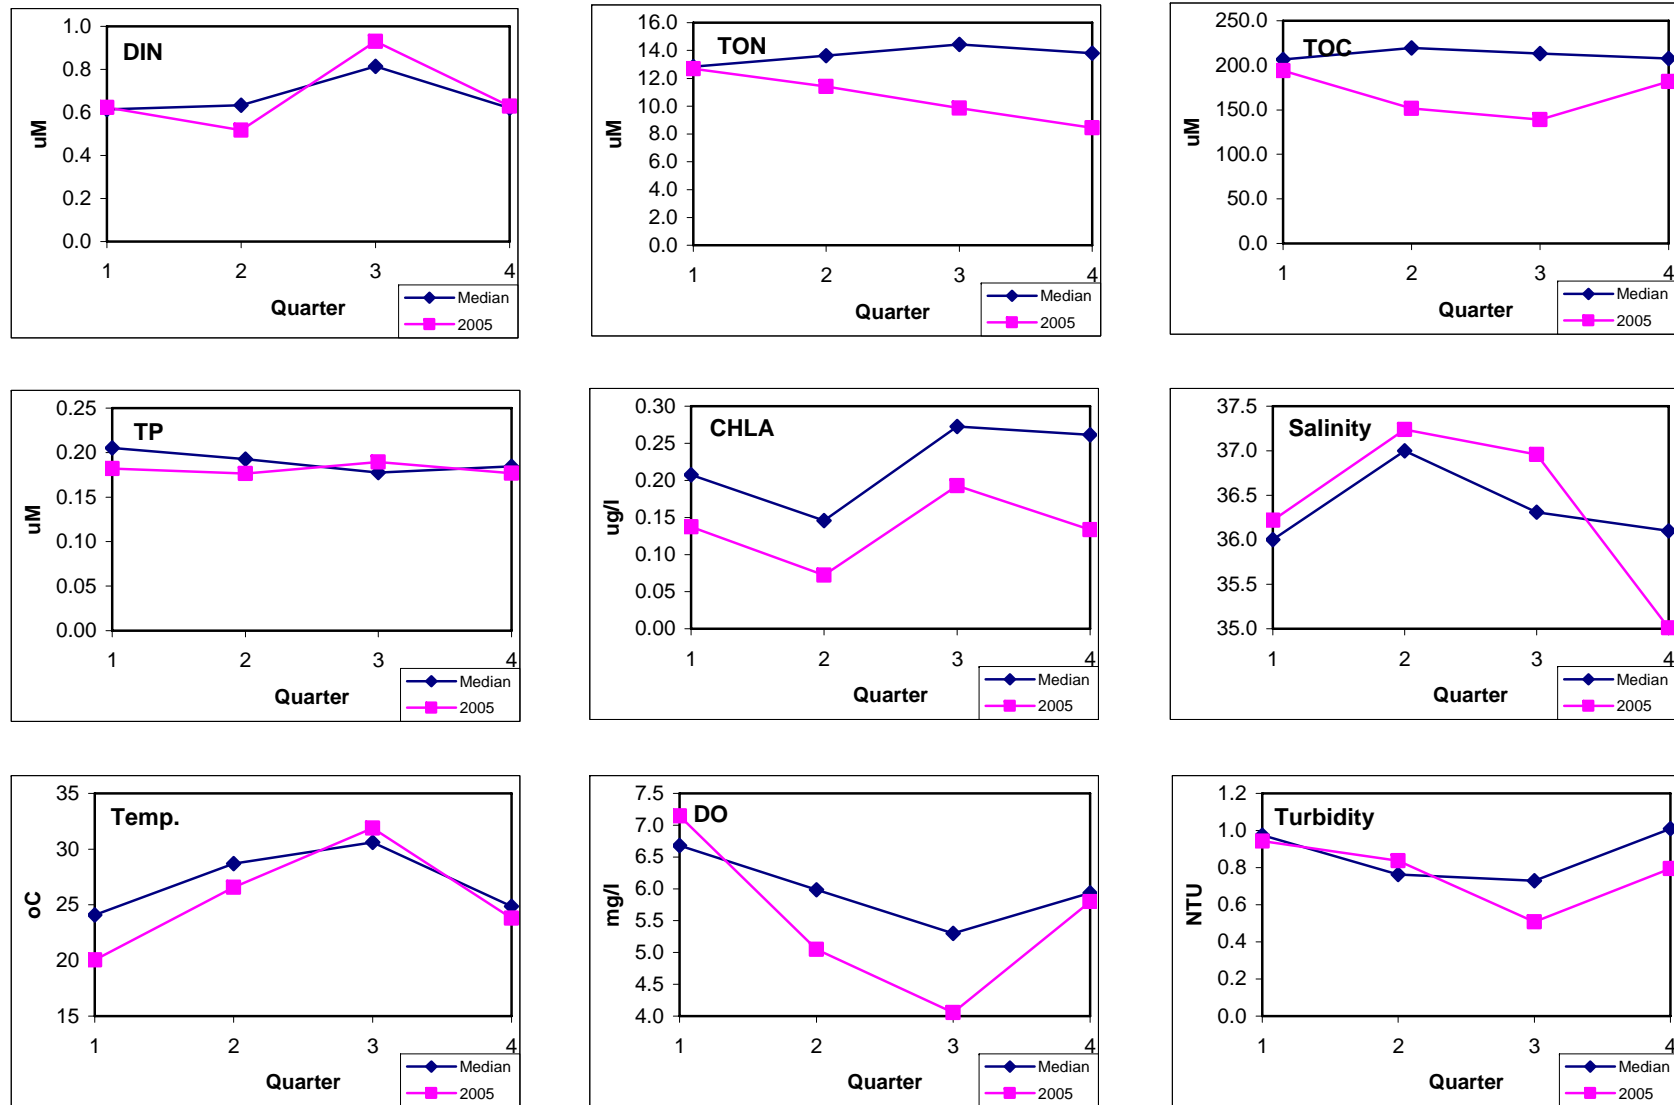 DIN
uM
1.0
0.8
0.6
0.4
0.2
0.0
1 2 3 4
Quarter
Median
2005
TON
uM
16.0
14.0
12.0
10.0
8.0
6.0
4.0
2.0
0.0
1 2 3 4
Quarter
Median
2005
TOC
uM
250.0
200.0
150.0
100.0
50.0
0.0
1 2 3 4
Quarter
Median
2005
TP
uM
0.25
0.20
0.15
0.10
0.05
0.00
1 2 3 4
Quarter
Median
2005
CHLA
ug/l
0.30
0.25
0.20
0.15
0.10
0.05
0.00
1 2 3 4
Quarter
Median
2005
Salinity
37.5
37.0
36.5
36.0
35.5
35.0
1 2 3 4
Quarter
Median
2005
Temp.
oC
35
30
25
20
15
1 2 3 4
Quarter
Median
2005
DO
mg/l
7.5
7.0
6.5
6.0
5.5
5.0
4.5
4.0
1 2 3 4
Quarter
Median
2005
Turbidity
NTU
1.2
1.0
0.8
0.6
0.4
0.2
0.0
1 2 3 4
Quarter
Median
2005